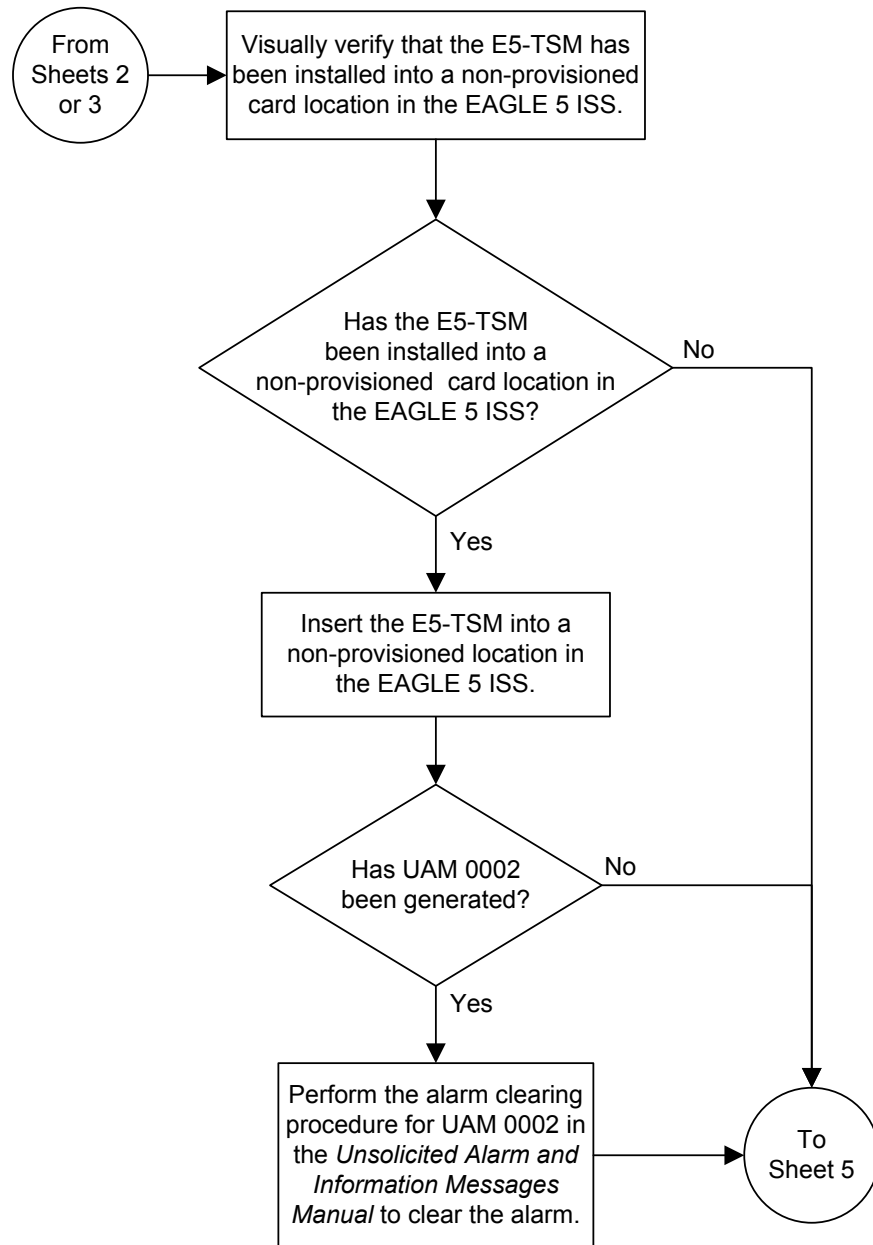 From
Sheets 2
or 3
Visually verify that the E5-TSM has
been installed into a non-provisioned
card location in the EAGLE 5 ISS.
Has the E5-TSM
been installed into a
non-provisioned card location in
the EAGLE 5 ISS?
No
Yes
Insert the E5-TSM into a
non-provisioned location in
the EAGLE 5 ISS.
Has UAM 0002
been generated?
No
Yes
Perform the alarm clearing
procedure for UAM 0002 in
the Unsolicited Alarm and
Information Messages
Manual to clear the alarm.
To
Sheet 5